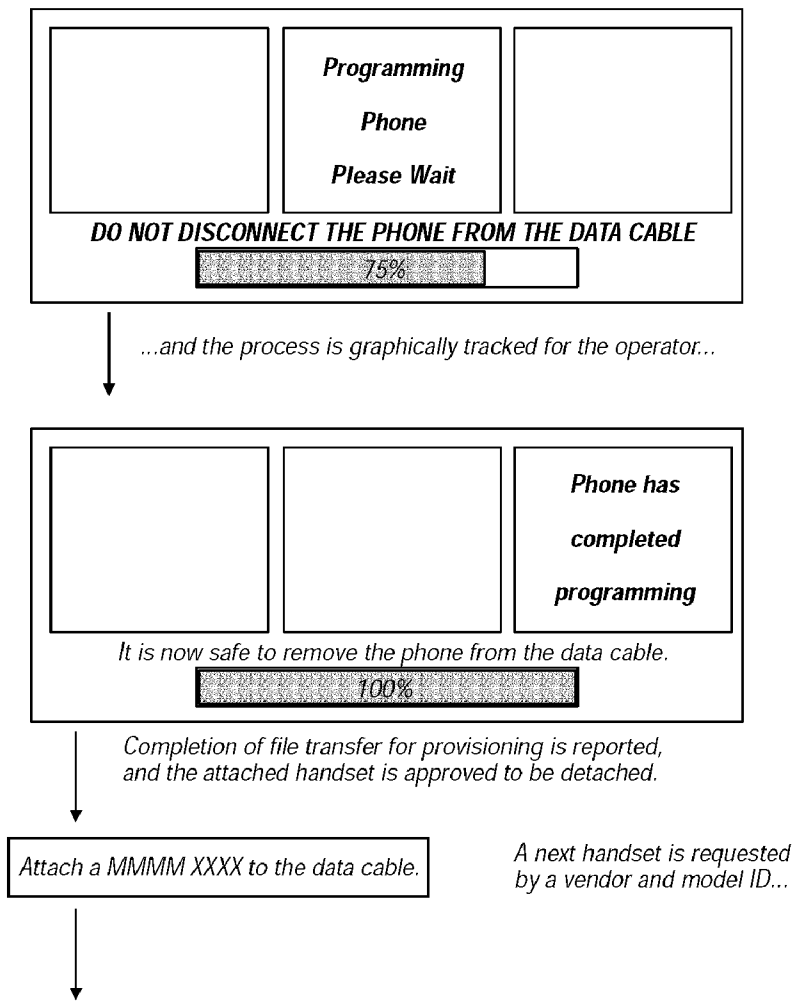 Programming
Phone
Please Wait
DO NOT DISCONNECT THE PHONE FROM THE DATA CABLE
75%
...and the process is graphically tracked for the operator...
Phone has
completed
programming
It is now safe to remove the phone from the data cable.
100%
Completion of file transfer for provisioning is reported,
and the attached handset is approved to be detached.
Attach a MMMM XXXX to the data cable.
A next handset is requested
by a vendor and model ID...